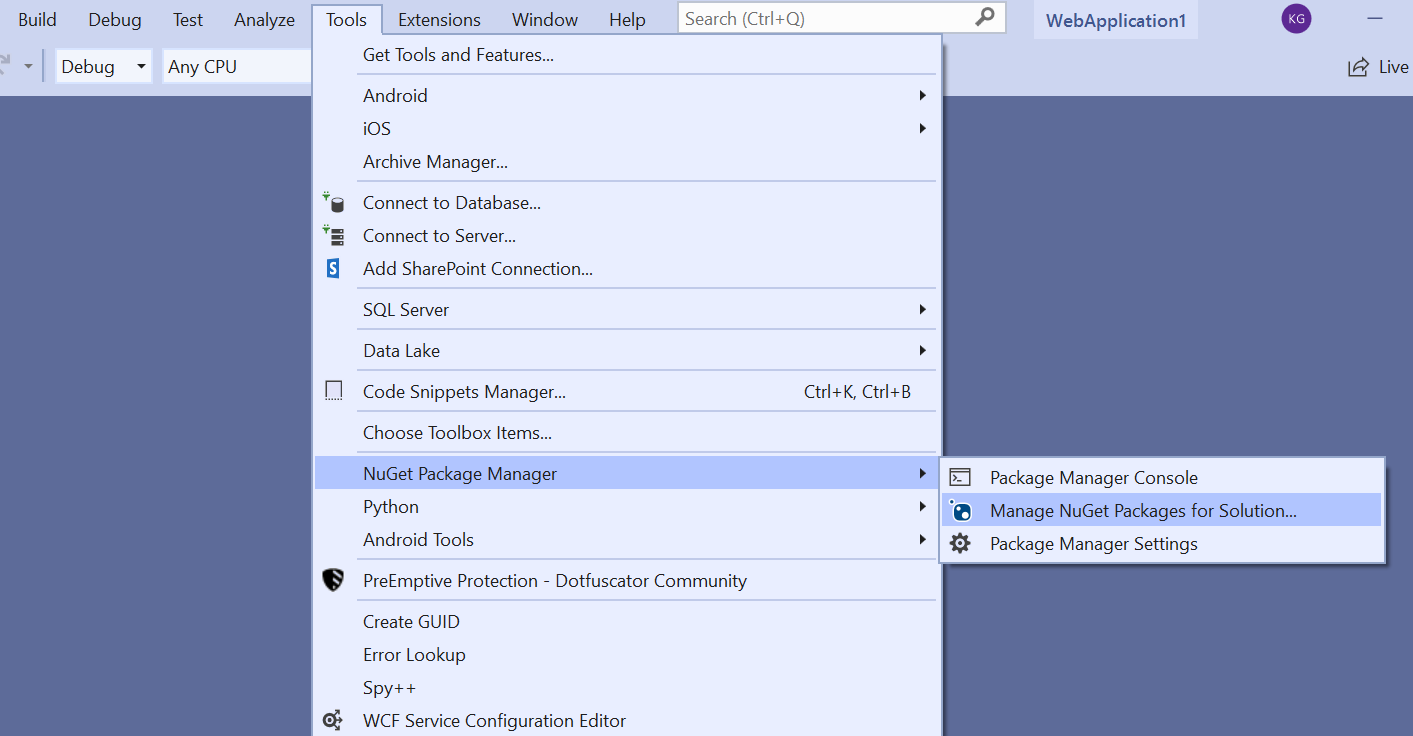 Build Debug Test Analyze Tools Extensions Window Help Search (Ctrl+Q) WebApplication1 KG
Debug Any CPU Live
Get Tools and Features...
Android
iOS
Archive Manager...
Connect to Database...
Connect to Server...
Add SharePoint Connection...
SQL Server
Data Lake
Code Snippets Manager... Ctrl+K, Ctrl+B
Choose Toolbox Items...
NuGet Package Manager
Package Manager Console
Python
Manage NuGet Packages for Solution...
Android Tools
Package Manager Settings
PreEmptive Protection - Dotfuscator Community
Create GUID
Error Lookup
Spy++
WCF Service Configuration Editor